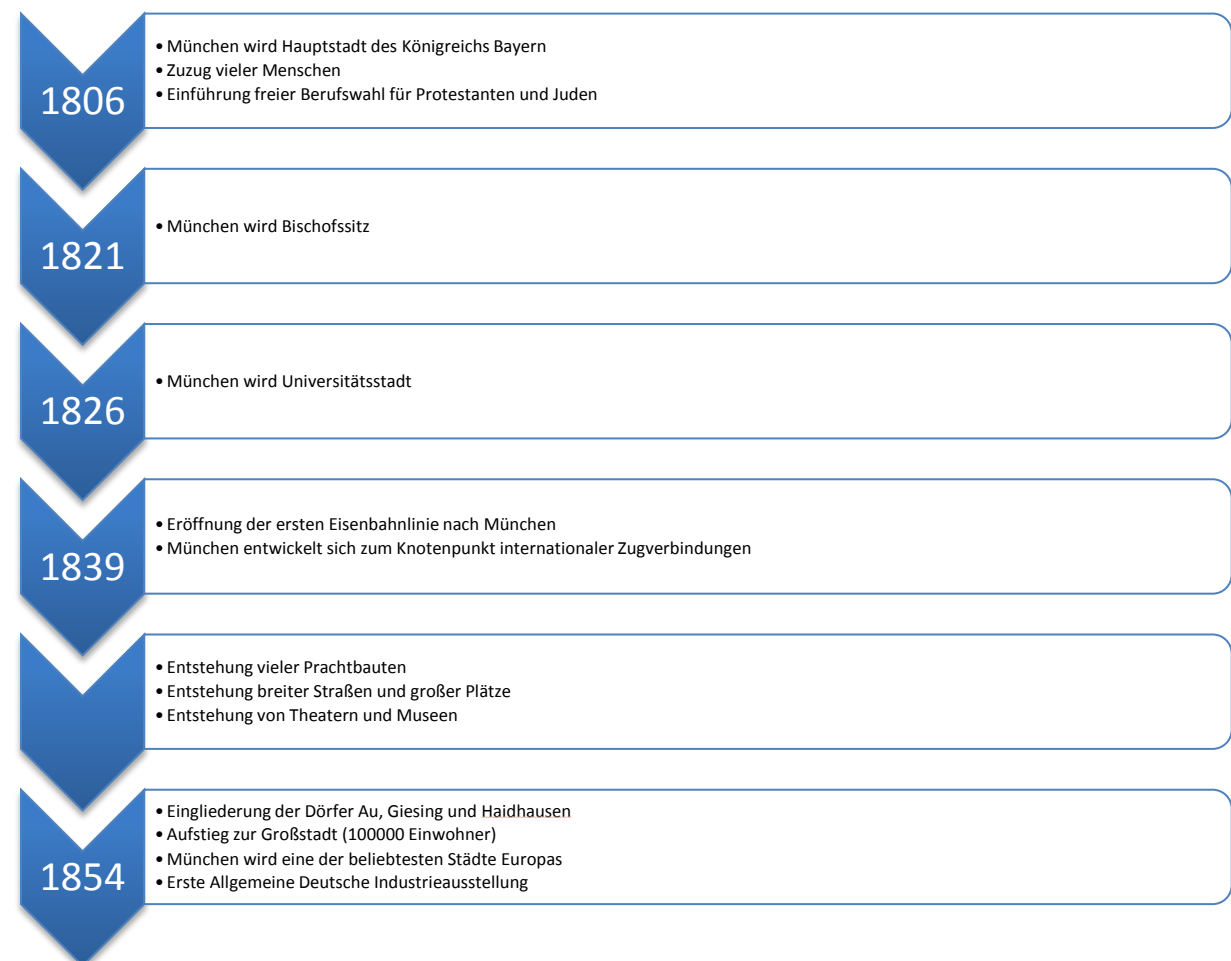 1806
• München wird Hauptstadt des Königreichs Bayern
• Zuzug vieler Menschen
• Einführung freier Berufswahl für Protestanten und Juden
1821
• München wird Bischofssitz
1826
• München wird Universitätsstadt
1839
• Eröffnung der ersten Eisenbahnlinie nach München
• München entwickelt sich zum Knotenpunkt internationaler Zugverbindungen
• Entstehung vieler Prachtbauten
• Entstehung breiter Straßen und großer Plätze
• Entstehung von Theatern und Museen
1854
• Eingliederung der Dörfer Au, Giesing und Haidhausen
• Aufstieg zur Großstadt (100000 Einwohner)
• München wird eine der beliebtesten Städte Europas
• Erste Allgemeine Deutsche Industrieausstellung